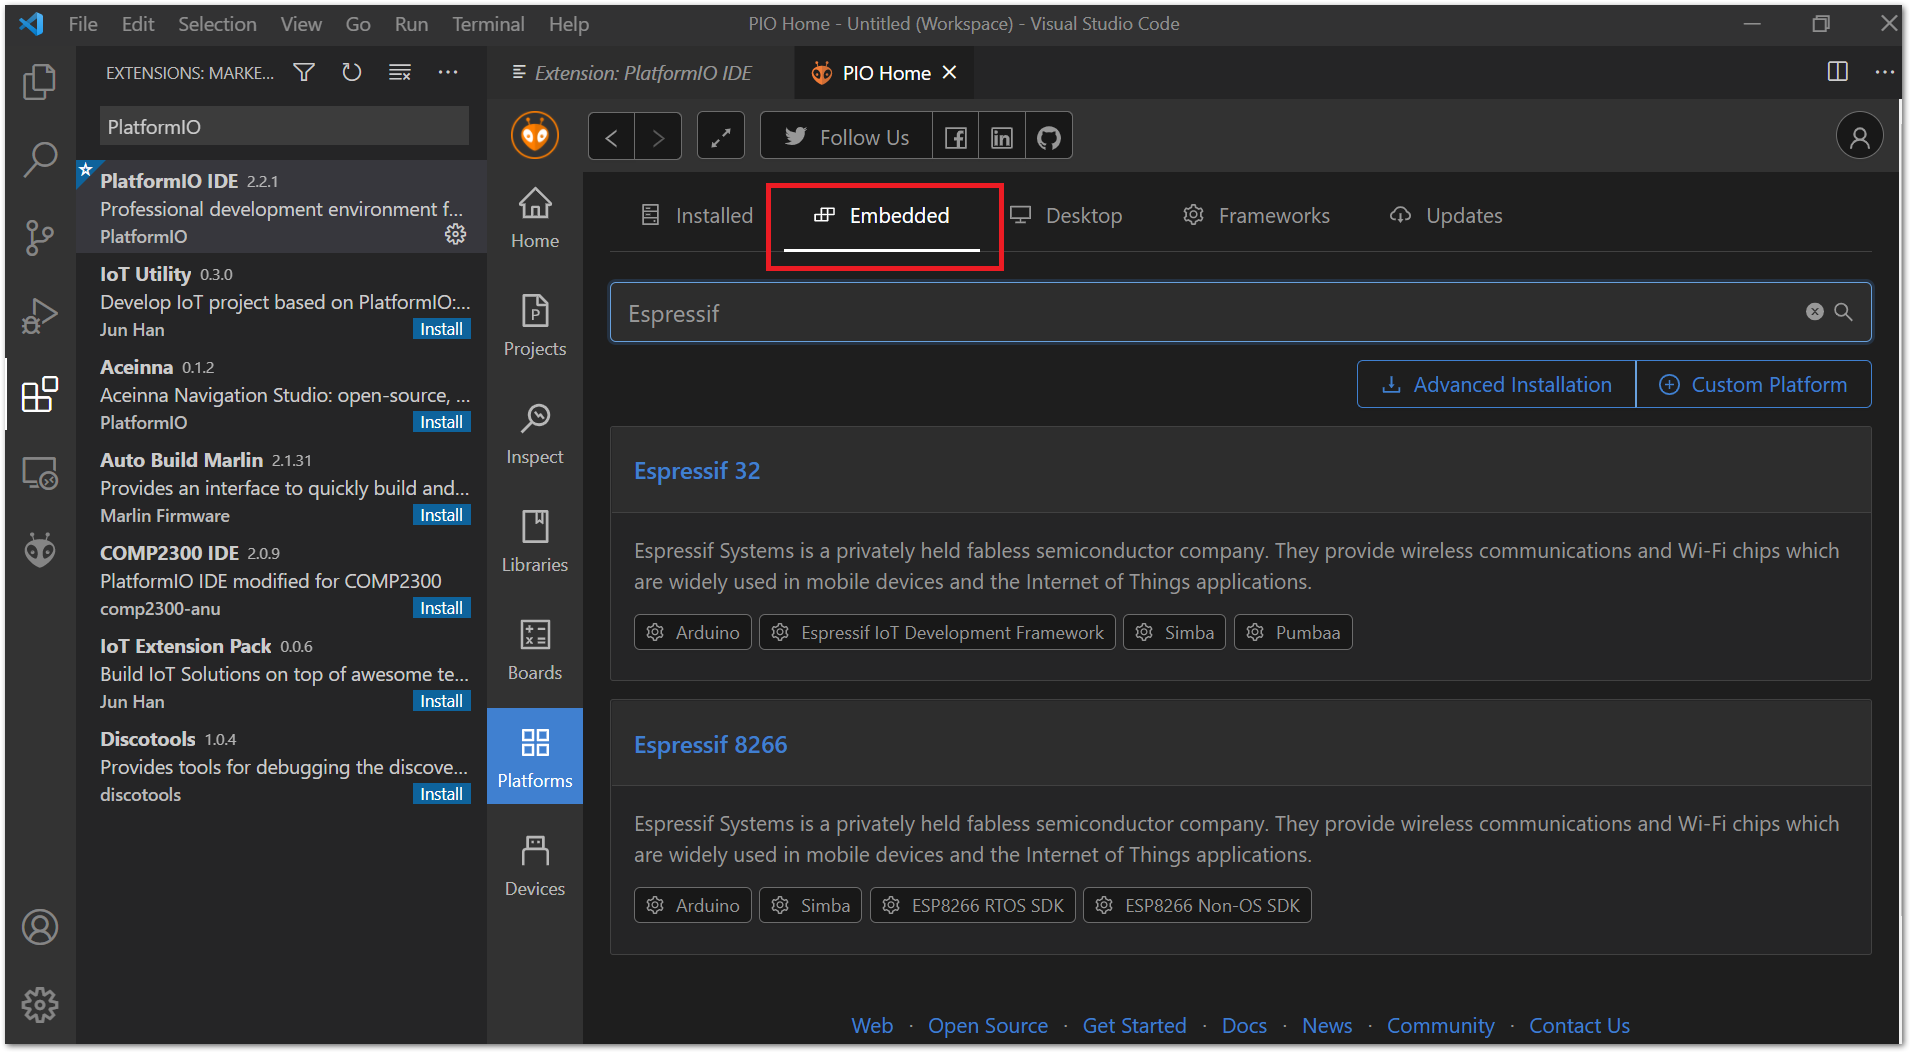 File Edit Selection View Go Run Terminal Help
PIO Home - Untitled (Workspace) - Visual Studio Code
EXTENSIONS: MARKE...
PlatformIO
PlatformIO IDE 2.2.1
Professional development environment f...
PlatformIO
IoT Utility 0.3.0
Develop IoT project based on PlatformIO:...
Jun Han Install
Aceinna 0.1.2
Aceinna Navigation Studio: open-source, ...
PlatformIO Install
Auto Build Marlin 2.1.31
Provides an interface to quickly build and...
Marlin Firmware Install
COMP2300 IDE 2.0.9
PlatformIO IDE modified for COMP2300
comp2300-anu Install
IoT Extension Pack 0.0.6
Build IoT Solutions on top of awesome te...
Jun Han Install
Discotools 1.0.4
Provides tools for debugging the discove...
discotools Install
Extension: PlatformIO IDE
PIO Home
Follow Us
Home
Projects
Inspect
Libraries
Boards
Platforms
Devices
Installed Embedded Desktop Frameworks Updates
Espressif
Advanced Installation Custom Platform
Espressif 32
Espressif Systems is a privately held fabless semiconductor company. They provide wireless communications and Wi-Fi chips which
are widely used in mobile devices and the Internet of Things applications.
Arduino Espressif IoT Development Framework Simba Pumbaa
Espressif 8266
Espressif Systems is a privately held fabless semiconductor company. They provide wireless communications and Wi-Fi chips which
are widely used in mobile devices and the Internet of Things applications.
Arduino Simba ESP8266 RTOS SDK ESP8266 Non-OS SDK
Web · Open Source · Get Started · Docs · News · Community · Contact Us